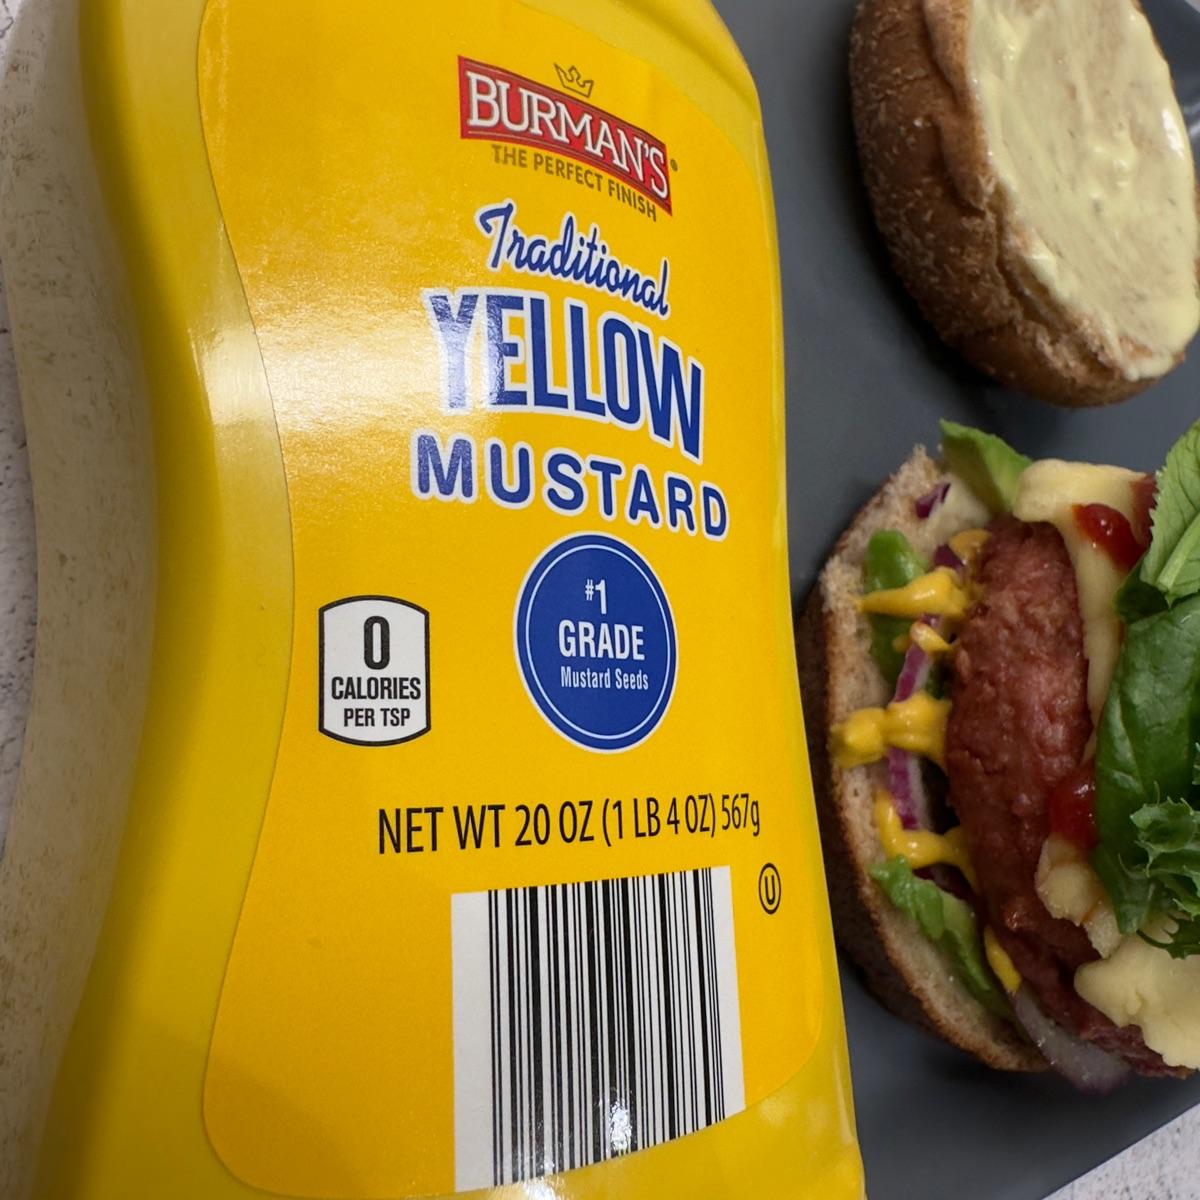 BURMAN'S®
THE PERFECT FINISH
Traditional
YELLOW
MUSTARD
#1
GRADE
Mustard Seeds
0
CALORIES
PER TSP
NET WT 20 OZ (1 LB 4 OZ) 567g
U